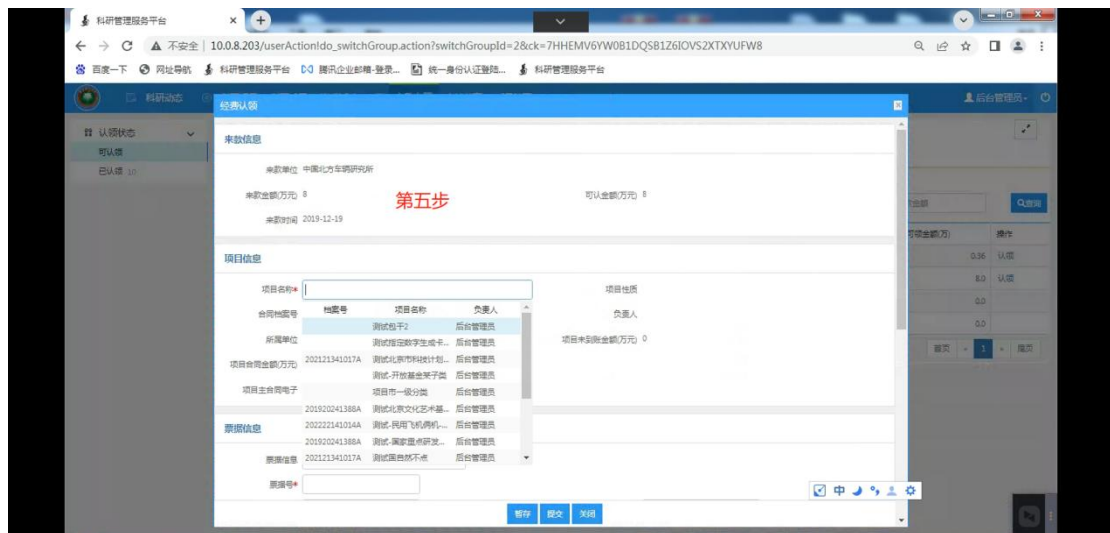 科研管理服务平台
不安全 10.0.8.203/userAction!do_switchGroup.action?switchGroupId=2&ck=7HHEMV6YW0B1DQSB1Z6IOVS2XTXYUFW8
百度一下 网址导航 科研管理服务平台 腾讯企业邮箱-登录... 统一身份认证登陆... 科研管理服务平台
科研动态 后台管理员
经费认领
认领状态
可认领
已认领 10
来款信息
来款单位 中国北方车辆研究所
来款金额(万元) 8 可认金额(万元) 8
第五步
来款时间 2019-12-19
查询
可领金额(万) 操作
0.36 认领
8.0 认领
0.0
0.0
首页 1 尾页
项目信息
项目名称* 项目性质
合同档案号 负责人
所属单位 项目未到账金额(万元) 0
项目合同金额(万元)
项目主合同电子
档案号 项目名称 负责人
测试包干2 后台管理员
测试指定数字生成卡... 后台管理员
202121341017A 测试北京市科技计划... 后台管理员
测试-开放基金某子类 后台管理员
项目市一级分类 后台管理员
201920241388A 测试北京文化艺术基... 后台管理员
202222141014A 测试-民用飞机偶机-... 后台管理员
201920241388A 测试-国家重点研发... 后台管理员
202121341017A 测试国自然不点 后台管理员
票据信息
票据信息
票据号*
中
暂存 提交 关闭